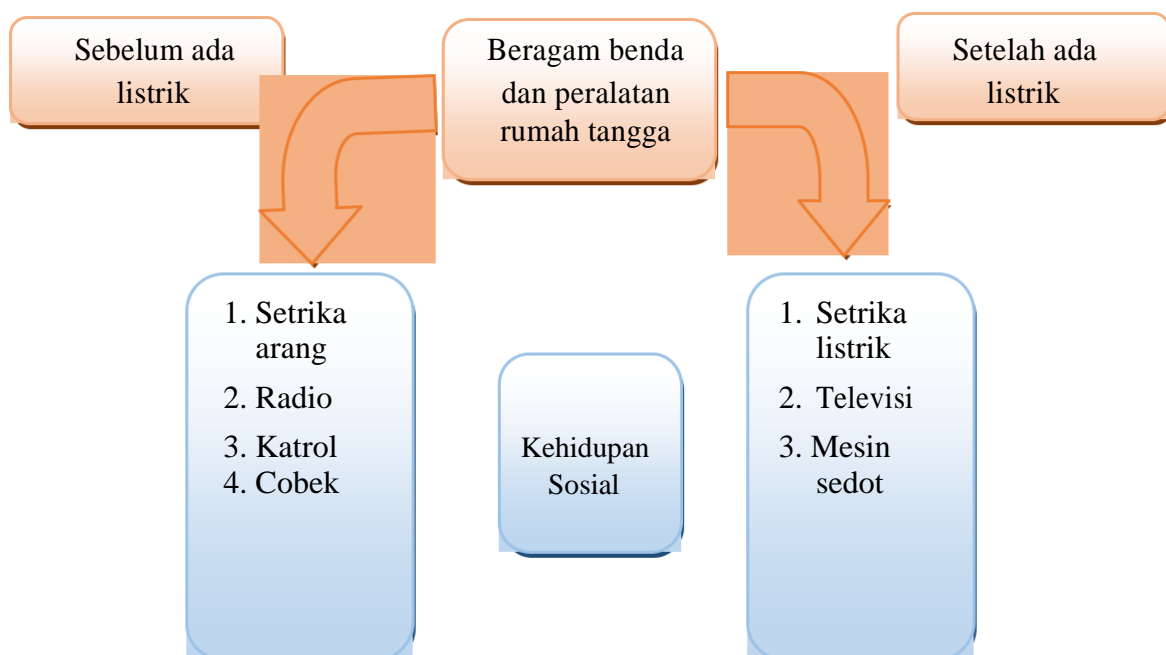 Sebelum ada
listrik
Beragam benda
dan peralatan
rumah tangga
Setelah ada
listrik
1. Setrika
arang
2. Radio
3. Katrol
4. Cobek
Kehidupan
Sosial
1. Setrika
listrik
2. Televisi
3. Mesin
sedot